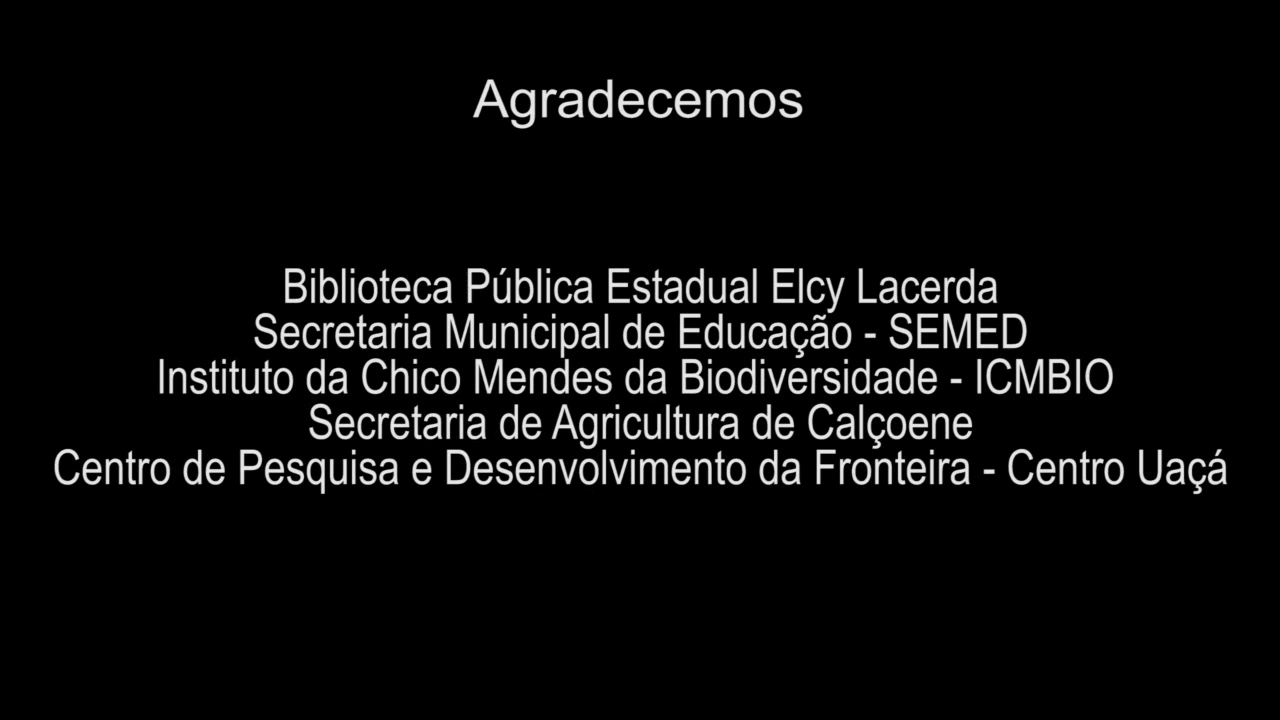 Agradecemos
Biblioteca Pública Estadual Elcy Lacerda
Secretaria Municipal de Educação - SEMED
Instituto da Chico Mendes da Biodiversidade - ICMBIO
Secretaria de Agricultura de Calçoene
Centro de Pesquisa e Desenvolvimento da Fronteira - Centro Uaçá